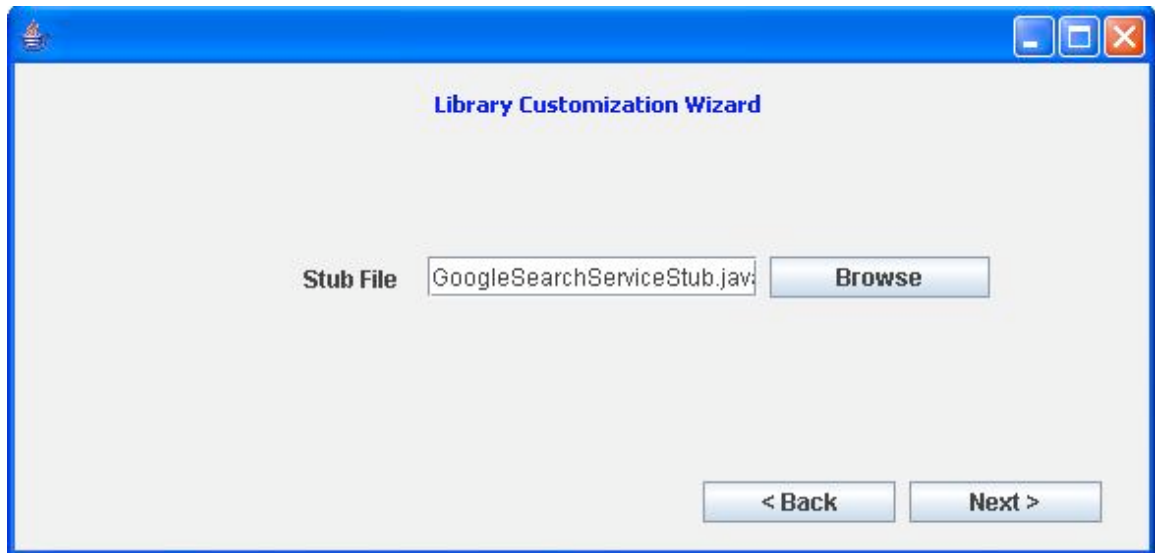 Library Customization Wizard
Stub File GoogleSearchServiceStub.java Browse
< Back Next >